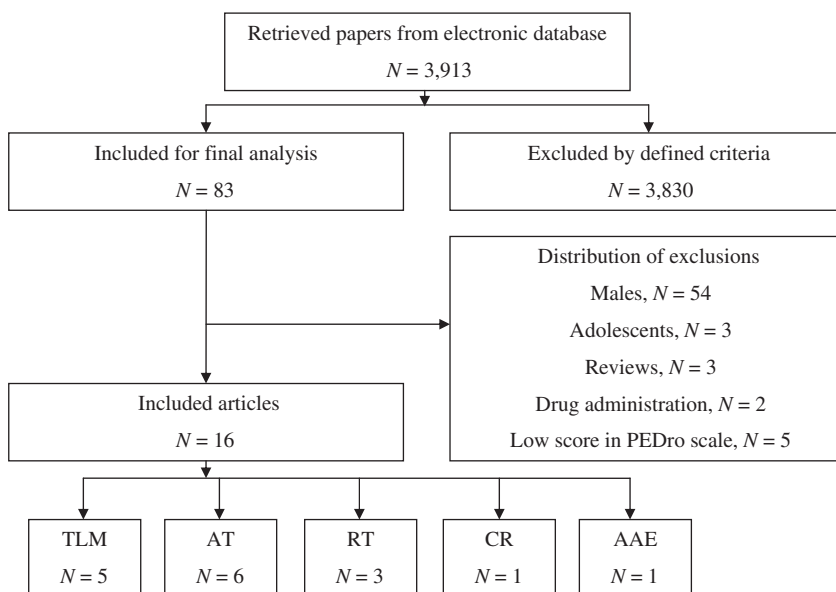 Retrieved papers from electronic database
N = 3,913
Included for final analysis
N = 83
Excluded by defined criteria
N = 3,830
Distribution of exclusions
Males, N = 54
Adolescents, N = 3
Reviews, N = 3
Drug administration, N = 2
Low score in PEDro scale, N = 5
Included articles
N = 16
TLM
N = 5
AT
N = 6
RT
N = 3
CR
N = 1
AAE
N = 1